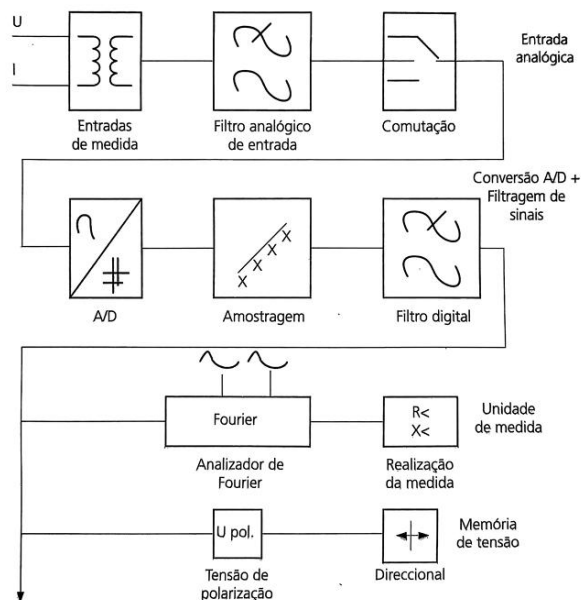 U
I
Entradas
de medida
Filtro analógico
de entrada
Comutação
Entrada
analógica
Conversão A/D +
Filtragem de
sinais
A/D
Amostragem
Filtro digital
Fourier
R<
X<
Unidade
de medida
Analizador de
Fourier
Realização
da medida
U pol.
Memória
de tensão
Tensão de
polarização
Direccional